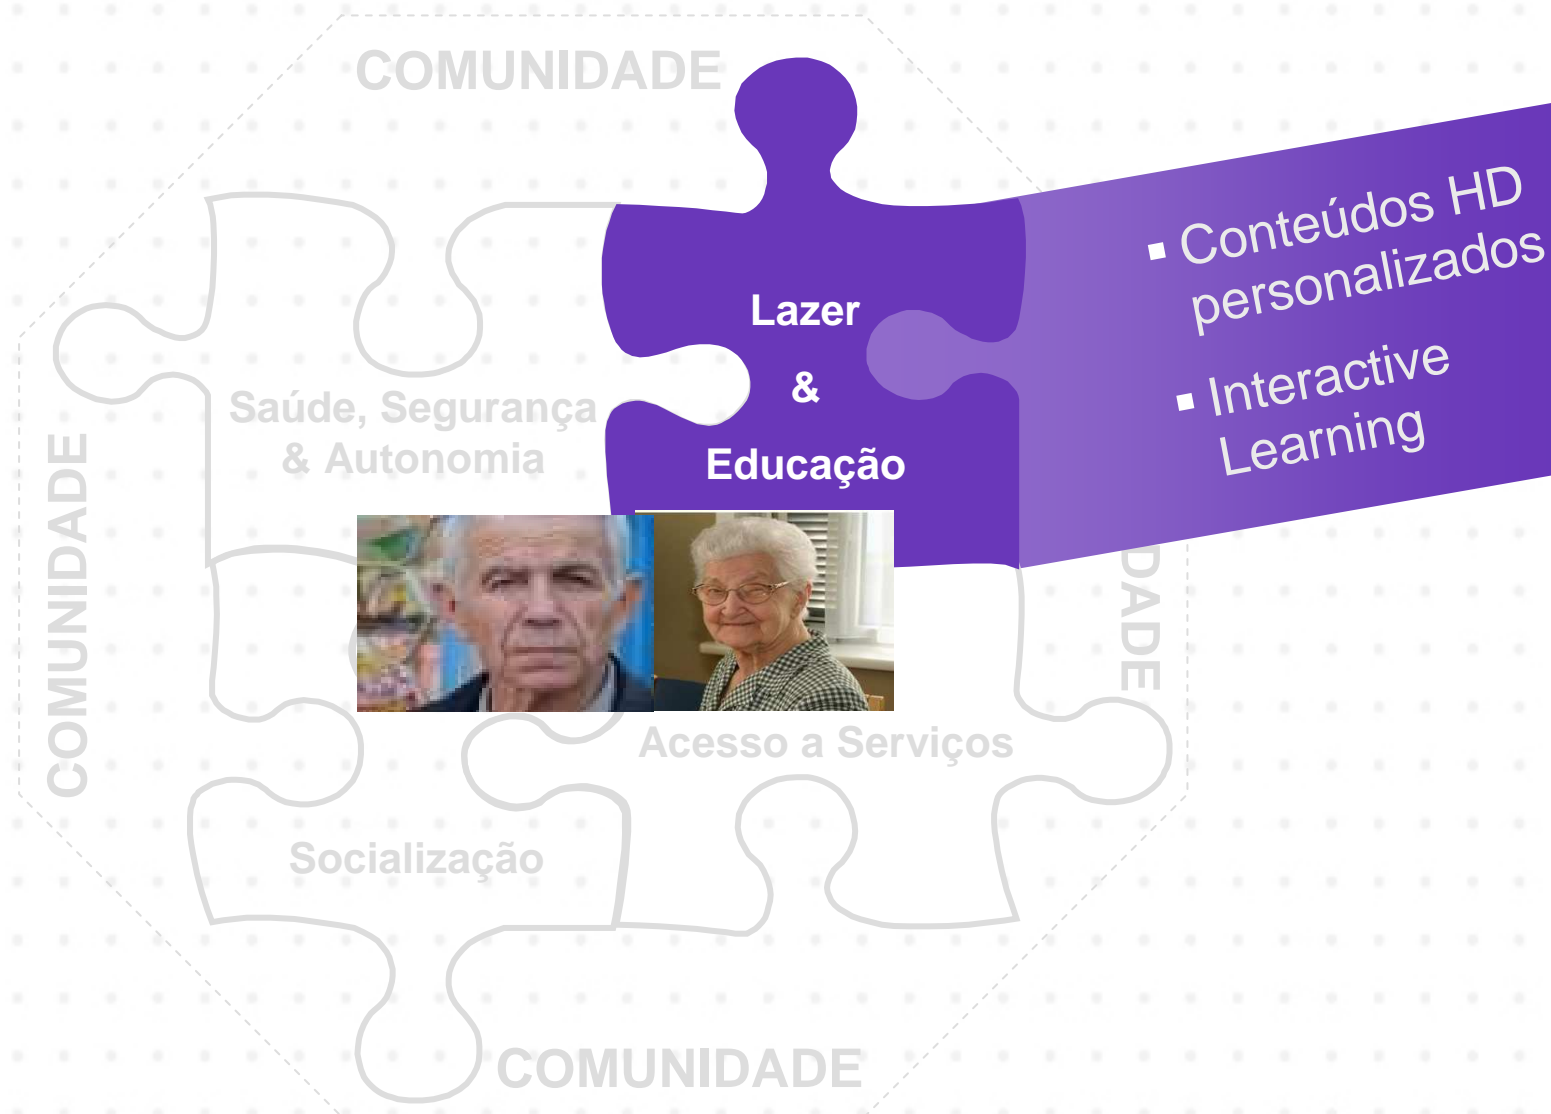 COMUNIDADE
Conteúdos HD
personalizados
Interactive
Learning
Lazer
&
Educação
Saúde, Segurança
& Autonomia
COMUNIDADE
DADE
Acesso a Serviços
Socialização
COMUNIDADE